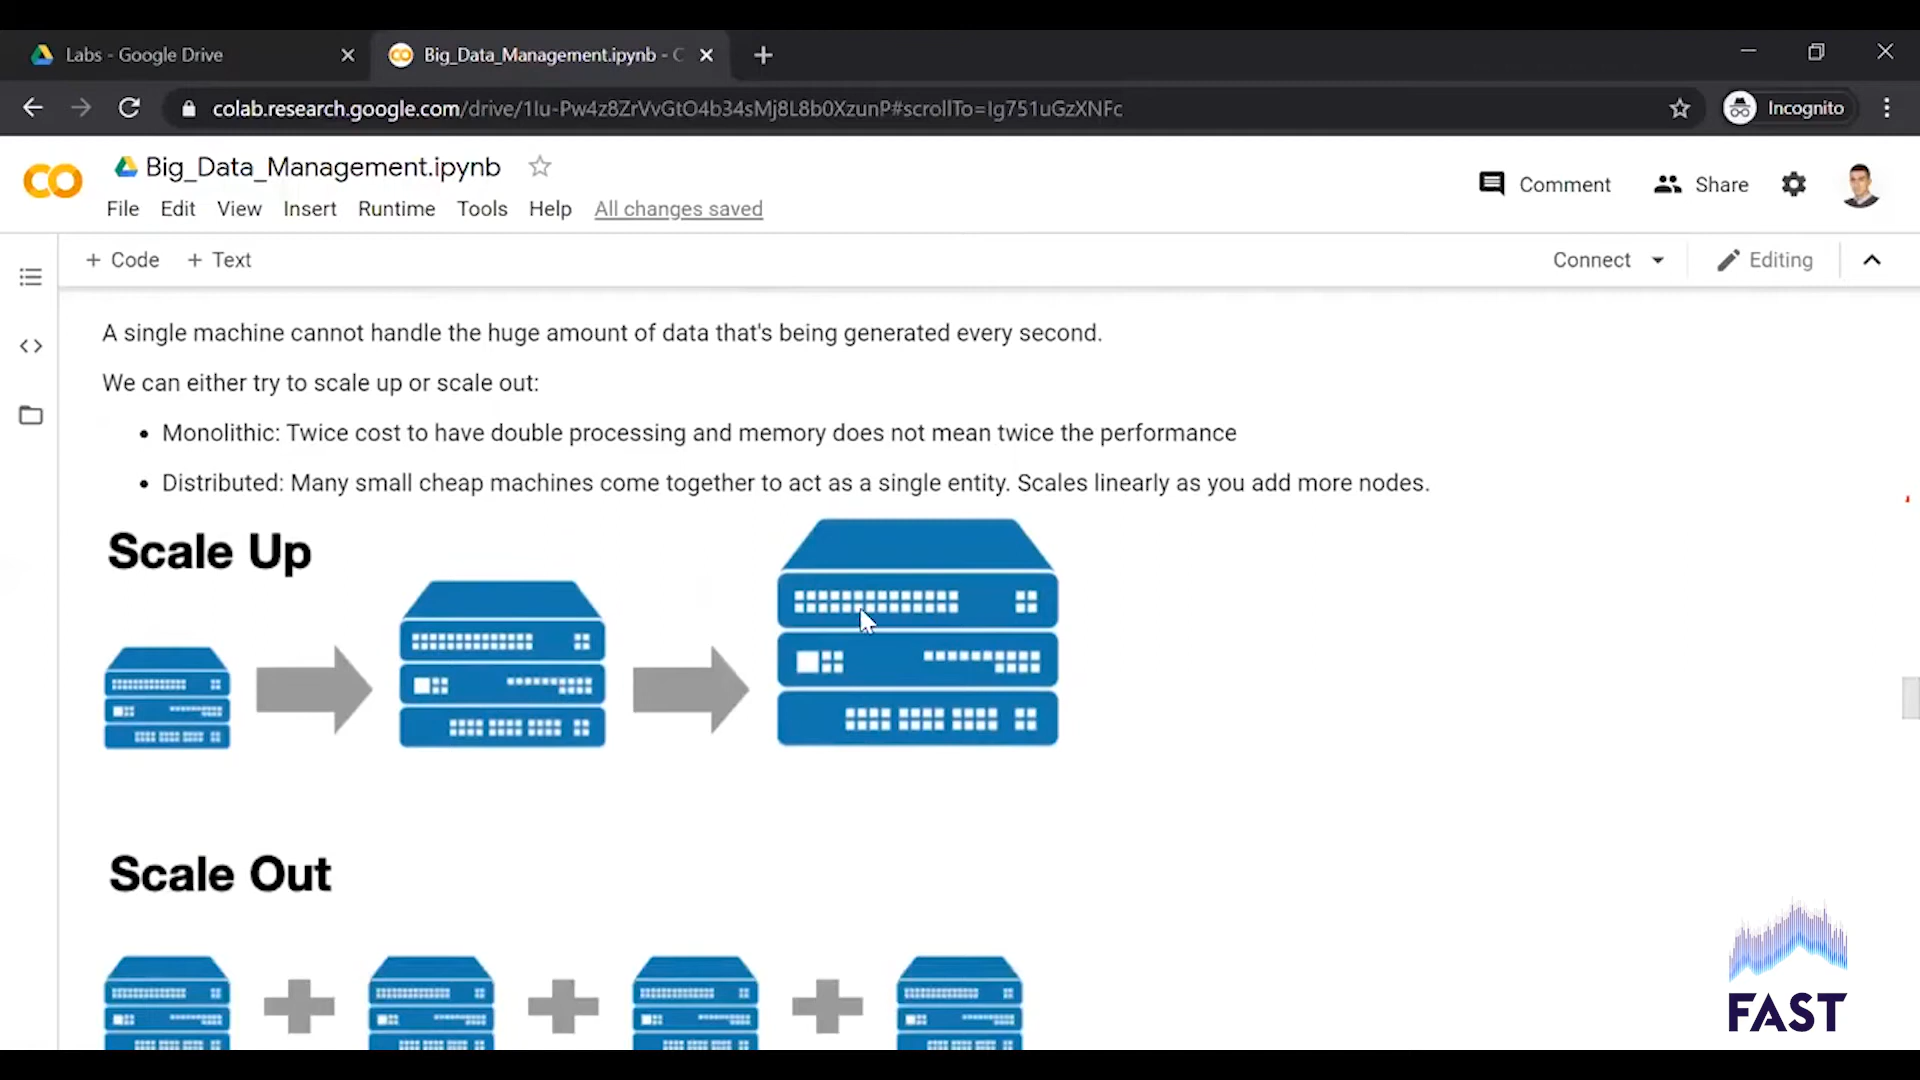 Labs - Google Drive
Big_Data_Management.ipynb - C
colab.research.google.com/drive/1Iu-Pw4z8ZrVvGtO4b34sMj8L8b0XzunP#scrollTo=Ig751uGzXNFc
Incognito
CO
Big_Data_Management.ipynb
Comment
Share
File Edit View Insert Runtime Tools Help All changes saved
+ Code + Text
Connect
Editing
A single machine cannot handle the huge amount of data that's being generated every second.
We can either try to scale up or scale out:
• Monolithic: Twice cost to have double processing and memory does not mean twice the performance
• Distributed: Many small cheap machines come together to act as a single entity. Scales linearly as you add more nodes.
Scale Up
Scale Out
FAST